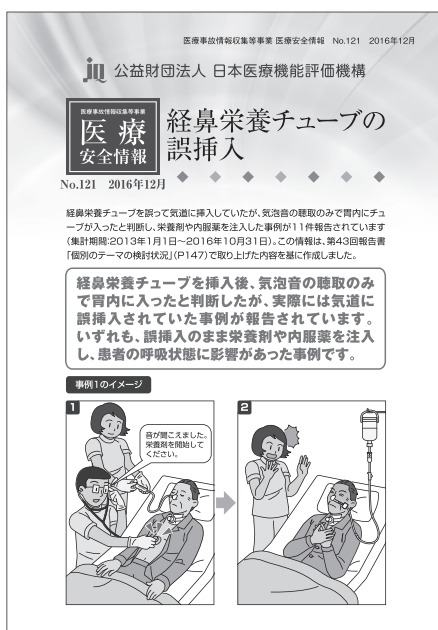 医療事故情報収集等事業 医療安全情報 No.121 2016年12月
jq 公益財団法人 日本医療機能評価機構
医療事故情報収集等事業
医療
安全情報
No.121 2016年12月
経鼻栄養チューブの
誤挿入
経鼻栄養チューブを誤って気道に挿入していたが、気泡音の聴取のみで胃内にチュ
ーブが入ったと判断し、栄養剤や内服薬を注入した事例が11件報告されています
(集計期間:2013年1月1日~2016年10月31日)。この情報は、第43回報告書
「個別のテーマの検討状況」(P147)で取り上げた内容を基に作成しました。
経鼻栄養チューブを挿入後、気泡音の聴取のみ
で胃内に入ったと判断したが、実際には気道に
誤挿入されていた事例が報告されています。
いずれも、誤挿入のまま栄養剤や内服薬を注入
し、患者の呼吸状態に影響があった事例です。
事例1のイメージ
1
音が聞こえました。
栄養剤を開始して
ください。
2